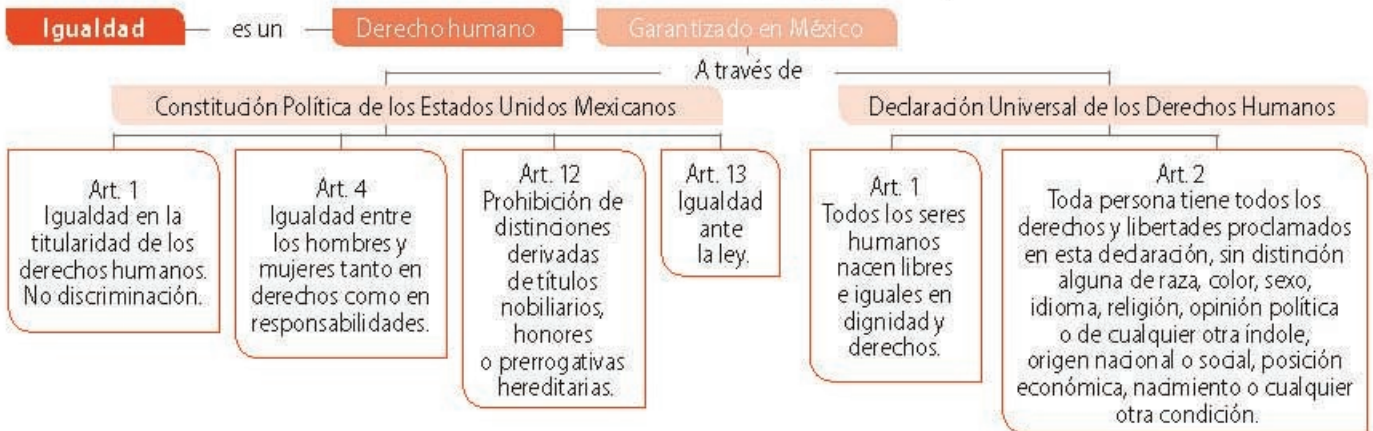 Igualdad es un Derecho humano Garantizado en México
A través de
Constitución Política de los Estados Unidos Mexicanos
Art. 1
Igualdad en la
titularidad de los
derechos humanos.
No discriminación.
Art. 4
Igualdad entre
los hombres y
mujeres tanto en
derechos como en
responsabilidades.
Art. 12
Prohibición de
distinciones
derivadas
de títulos
nobiliarios,
honores
o prerrogativas
hereditarias.
Art. 13
Igualdad
ante
la ley.
Declaración Universal de los Derechos Humanos
Art. 1
Todos los seres
humanos
nacen libres
e iguales en
dignidad y
derechos.
Art. 2
Toda persona tiene todos los
derechos y libertades proclamados
en esta declaración, sin distinción
alguna de raza, color, sexo,
idioma, religión, opinión política
o de cualquier otra índole,
origen nacional o social, posición
económica, nacimiento o cualquier
otra condición.